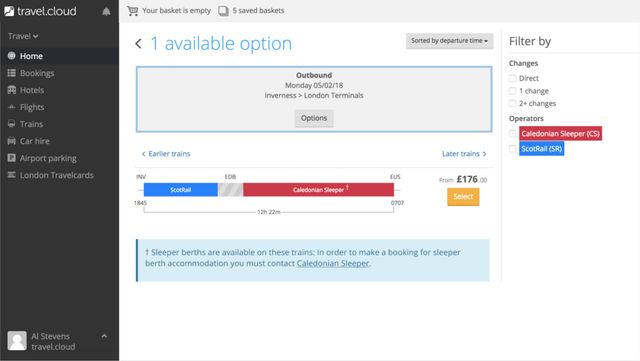 travel.cloud
Your basket is empty
5 saved baskets
Travel
Home
Bookings
Hotels
Flights
Trains
Car hire
Airport parking
London Travelcards
Al Stevens
travel.cloud
1 available option
Sorted by departure time
Outbound
Monday 05/02/18
Inverness > London Terminals
Options
Earlier trains
Later trains
INV EDB EUS
ScotRail
Caledonian Sleeper †
1845 0707
12h 22m
From £176.00
Select
† Sleeper berths are available on these trains: In order to make a booking for sleeper
berth accommodation you must contact Caledonian Sleeper.
Filter by
Changes
Direct
1 change
2+ changes
Operators
Caledonian Sleeper (CS)
ScotRail (SR)